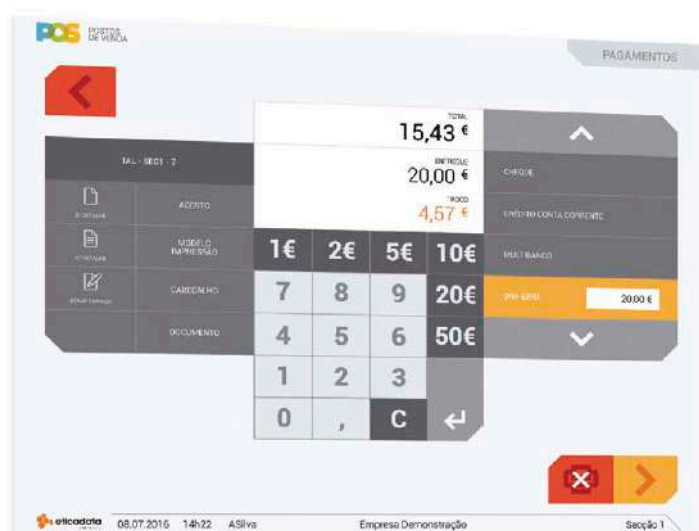 POS POSTOS
DE VENDA
PAGAMENTOS
TOTAL
15,43 €
ENTREGUE
20,00 €
TROCO
4,57 €
1AL - SEC1 - 2
ACERTO
MODELO
IMPRESSÃO
CABEÇALHO
DOCUMENTO
1€ 2€ 5€ 10€
7 8 9 20€
4 5 6 50€
1 2 3
0 , C
CHEQUE
CRÉDITO CONTA CORRENTE
MULTIBANCO
DINHEIRO 20,00 €
eticadata 08.07.2016 14h22 ASilva Empresa Demonstração Secção 1